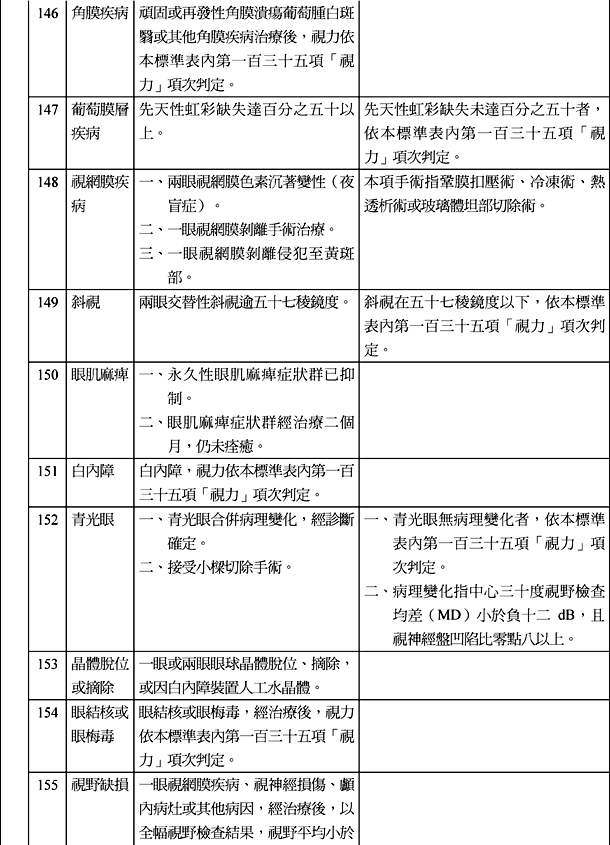 146 角膜疾病 頑固或再發性角膜潰瘍葡萄腫白斑
翳或其他角膜疾病治療後，視力依
本標準表內第一百三十五項「視
力」項次判定。
147 葡萄膜層 先天性虹彩缺失達百分之五十以 先天性虹彩缺失未達百分之五十者，
疾病 上。 依本標準表內第一百三十五項「視
力」項次判定。
148 視網膜疾 一、兩眼視網膜色素沉著變性（夜 本項手術指鞏膜扣壓術、冷凍術、熱
病 盲症）。 透析術或玻璃體坦部切除術。
二、一眼視網膜剝離手術治療。
三、一眼視網膜剝離侵犯至黃斑
部。
149 斜視 兩眼交替性斜視逾五十七稜鏡度。 斜視在五十七稜鏡度以下，依本標準
表內第一百三十五項「視力」項次判
定。
150 眼肌麻痺 一、永久性眼肌麻痺症狀群已抑
制。
二、眼肌麻痺症狀群經治療二個
月，仍未痊癒。
151 白內障 白內障，視力依本標準表內第一百
三十五項「視力」項次判定。
152 青光眼 一、青光眼合併病理變化，經診斷 一、青光眼無病理變化者，依本標準
確定。 表內第一百三十五項「視力」項
二、接受小樑切除手術。 次判定。
二、病理變化指中心三十度視野檢查
均差（MD）小於負十二 dB，且
視神經盤凹陷比零點八以上。
153 晶體脫位 一眼或兩眼眼球晶體脫位、摘除，
或摘除 或因白內障裝置人工水晶體。
154 眼結核或 眼結核或眼梅毒，經治療後，視力
眼梅毒 依本標準表內第一百三十五項「視
力」項次判定。
155 視野缺損 一眼視網膜疾病、視神經損傷、顱
內病灶或其他病因，經治療後，以
全幅視野檢查結果，視野平均小於